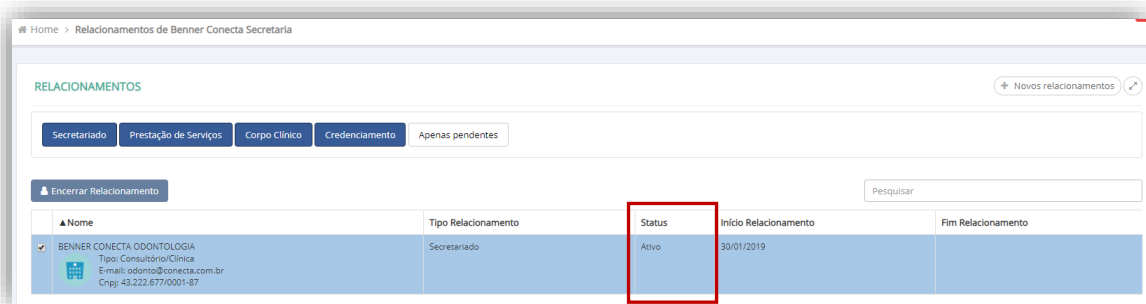 Home > Relacionamentos de Benner Conecta Secretaria
RELACIONAMENTOS
+ Novos relacionamentos
Secretariado Prestação de Serviços Corpo Clínico Credenciamento Apenas pendentes
Encerrar Relacionamento
Pesquisar
▲Nome Tipo Relacionamento Status Início Relacionamento Fim Relacionamento
BENNER CONECTA ODONTOLOGIA Secretariado Ativo 30/01/2019
Tipo: Consultório/Clínica
E-mail: odonto@conecta.com.br
Cnpj: 43.222.677/0001-87